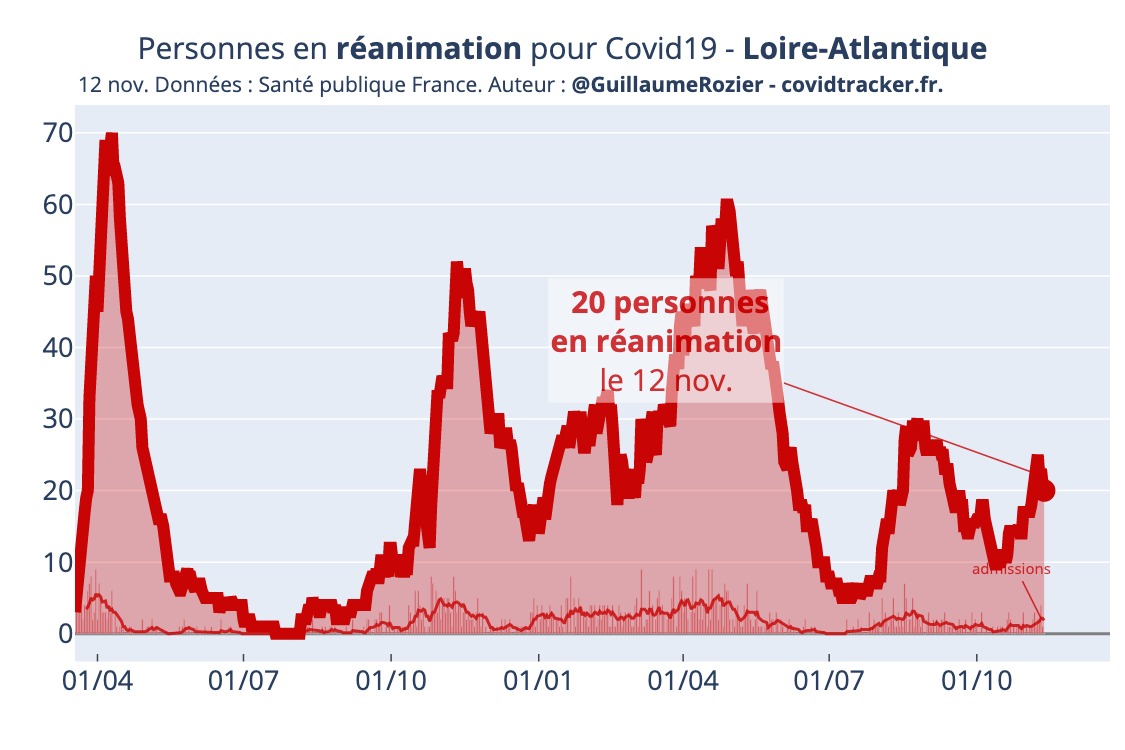 Personnes en réanimation pour Covid19 - Loire-Atlantique
12 nov. Données : Santé publique France. Auteur : @GuillaumeRozier - covidtracker.fr.
70
60
50
40
30
20
10
0
20 personnes
en réanimation
le 12 nov.
admissions
01/04
01/07
01/10
01/01
01/04
01/07
01/10